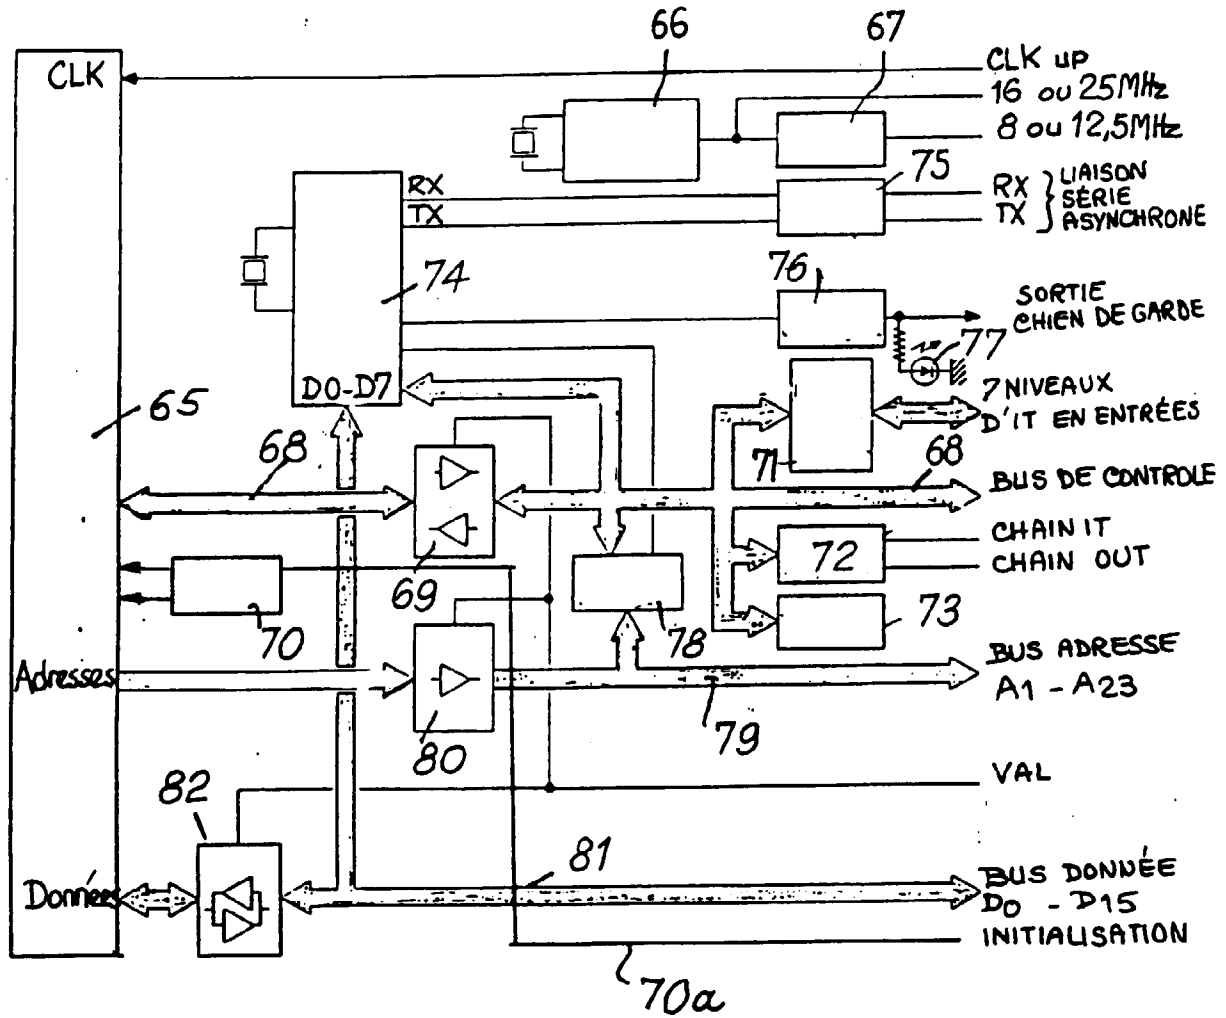 66
67
CLK
CLK up
16 ou 25MHz
8 ou 12,5MHz
75
RX
TX
RX
TX
LIAISON
SÉRIE
ASYNCHRONE
74
76
SORTIE
CHIEN DE GARDE
77
D0-D7
65
7 NIVEAUX
D'IT EN ENTRÉES
71
68
68
BUS DE CONTROLE
69
72
CHAIN IT
CHAIN OUT
70
78
73
Adresses
BUS ADRESSE
A1 - A23
80
79
VAL
82
81
Données
BUS DONNÉE
D0 - D15
INITIALISATION
70a